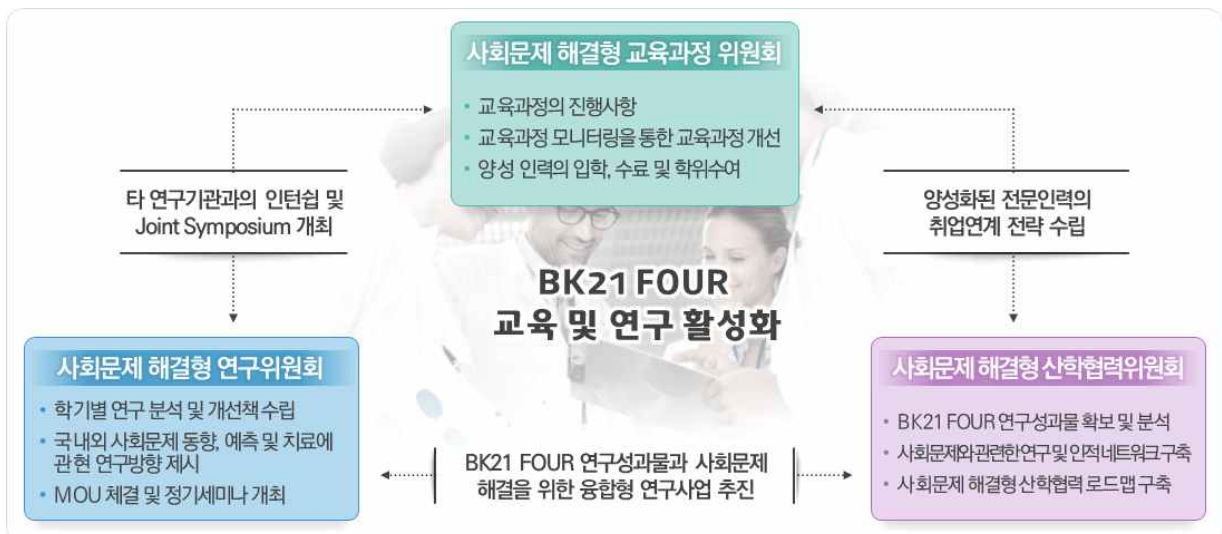 사회문제 해결형 교육과정 위원회
• 교육과정의 진행사항
• 교육과정 모니터링을 통한 교육과정 개선
• 양성 인력의 입학, 수료 및 학위수여
타 연구기관과의 인턴쉽 및
Joint Symposium 개최
양성화된 전문인력의
취업연계 전략 수립
BK21 FOUR
교육 및 연구 활성화
사회문제 해결형 연구위원회
• 학기별 연구 분석 및 개선책 수립
• 국내외 사회문제 동향, 예측 및 치료에
관현 연구방향 제시
• MOU 체결 및 정기세미나 개최
BK21 FOUR 연구성과물과 사회문제
해결을 위한 융합형 연구사업 추진
사회문제 해결형 산학협력위원회
• BK21 FOUR 연구성과물 확보 및 분석
• 사회문제와 관련한 연구 및 인적 네트워크 구축
• 사회문제 해결형 산학협력 로드맵 구축